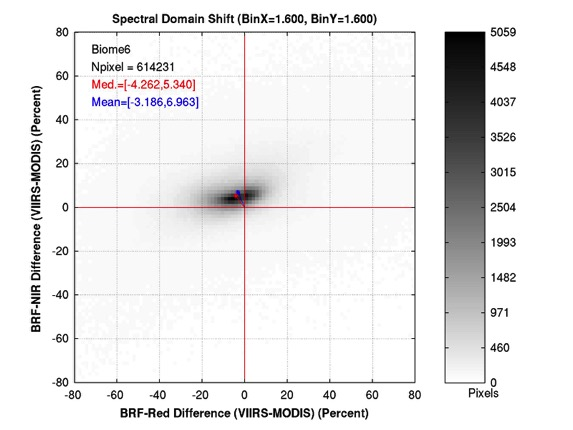 Spectral Domain Shift (BinX=1.600, BinY=1.600)
Biome6
Npixel = 614231
Med.=[-4.262,5.340]
Mean=[-3.186,6.963]
BRF-NIR Difference (VIIRS-MODIS) (Percent)
80
60
40
20
0
-20
-40
-60
-80
-80 -60 -40 -20 0 20 40 60 80
BRF-Red Difference (VIIRS-MODIS) (Percent)
5059
4548
4037
3526
3015
2504
1993
1482
971
460
0
Pixels